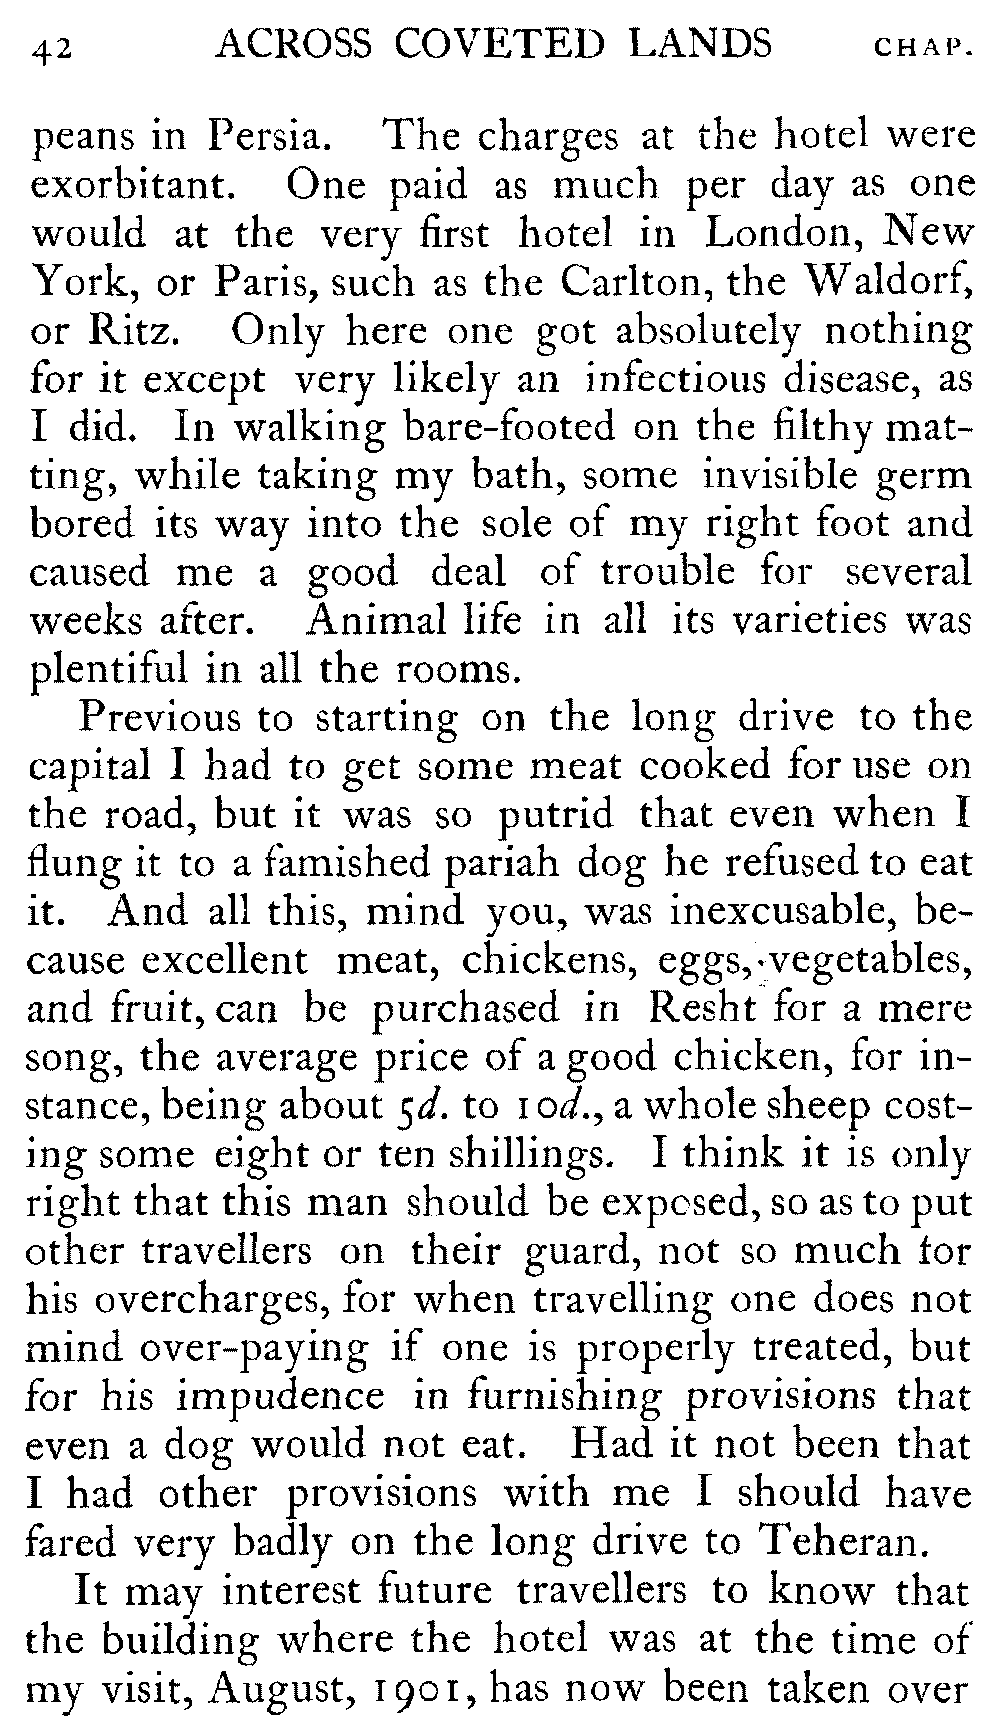 42 ACROSS COVETED LANDS CHAP.
peans in Persia. The charges at the hotel were
exorbitant. One paid as much per day as one
would at the very first hotel in London, New
York, or Paris, such as the Carlton, the Waldorf,
or Ritz. Only here one got absolutely nothing
for it except very likely an infectious disease, as
I did. In walking bare-footed on the filthy mat-
ting, while taking my bath, some invisible germ
bored its way into the sole of my right foot and
caused me a good deal of trouble for several
weeks after. Animal life in all its varieties was
plentiful in all the rooms.
Previous to starting on the long drive to the
capital I had to get some meat cooked for use on
the road, but it was so putrid that even when I
flung it to a famished pariah dog he refused to eat
it. And all this, mind you, was inexcusable, be-
cause excellent meat, chickens, eggs, vegetables,
and fruit, can be purchased in Resht for a mere
song, the average price of a good chicken, for in-
stance, being about 5d. to 10d., a whole sheep cost-
ing some eight or ten shillings. I think it is only
right that this man should be exposed, so as to put
other travellers on their guard, not so much for
his overcharges, for when travelling one does not
mind over-paying if one is properly treated, but
for his impudence in furnishing provisions that
even a dog would not eat. Had it not been that
I had other provisions with me I should have
fared very badly on the long drive to Teheran.
It may interest future travellers to know that
the building where the hotel was at the time of
my visit, August, 1901, has now been taken over